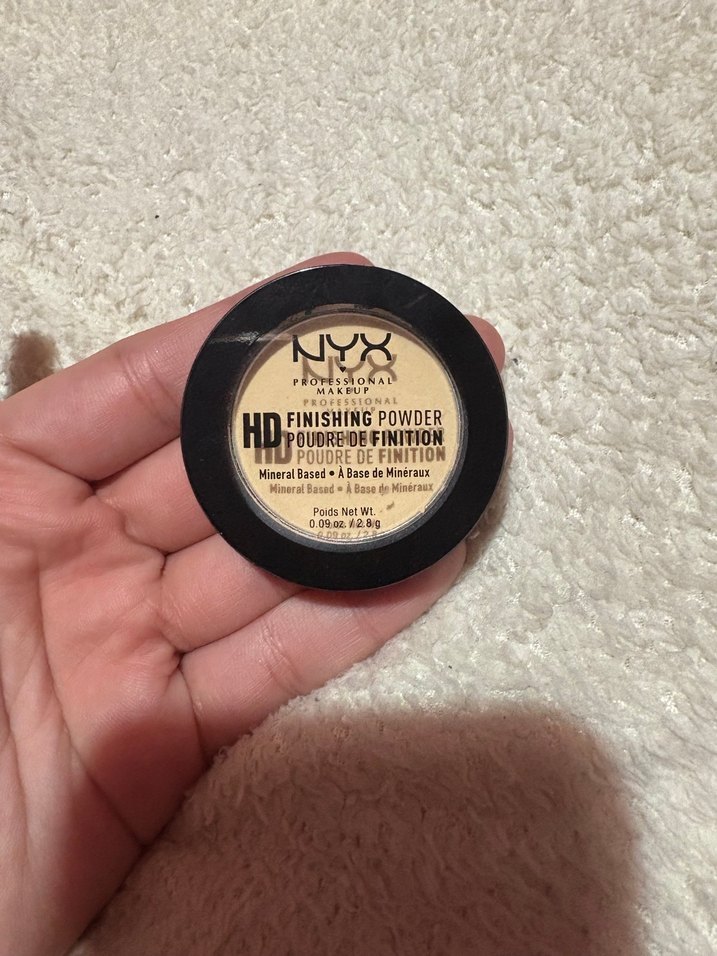 NYX
PROFESSIONAL
MAKEUP
HD FINISHING POWDER
POUDRE DE FINITION
Mineral Based • À Base de Minéraux
Poids Net Wt.
0.09 oz. / 2.8 g